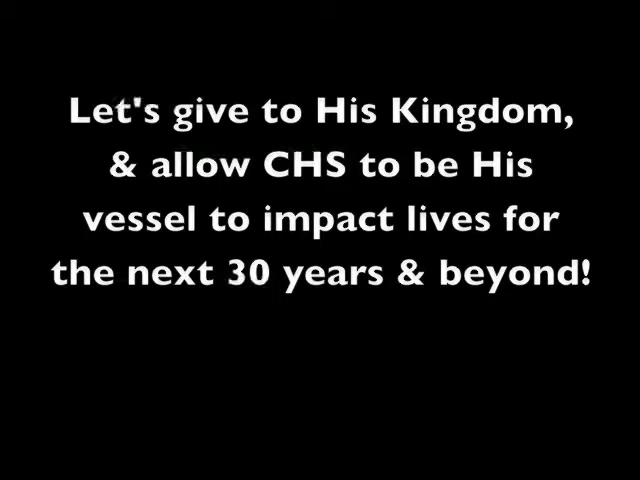 Let's give to His Kingdom,
& allow CHS to be His
vessel to impact lives for
the next 30 years & beyond!